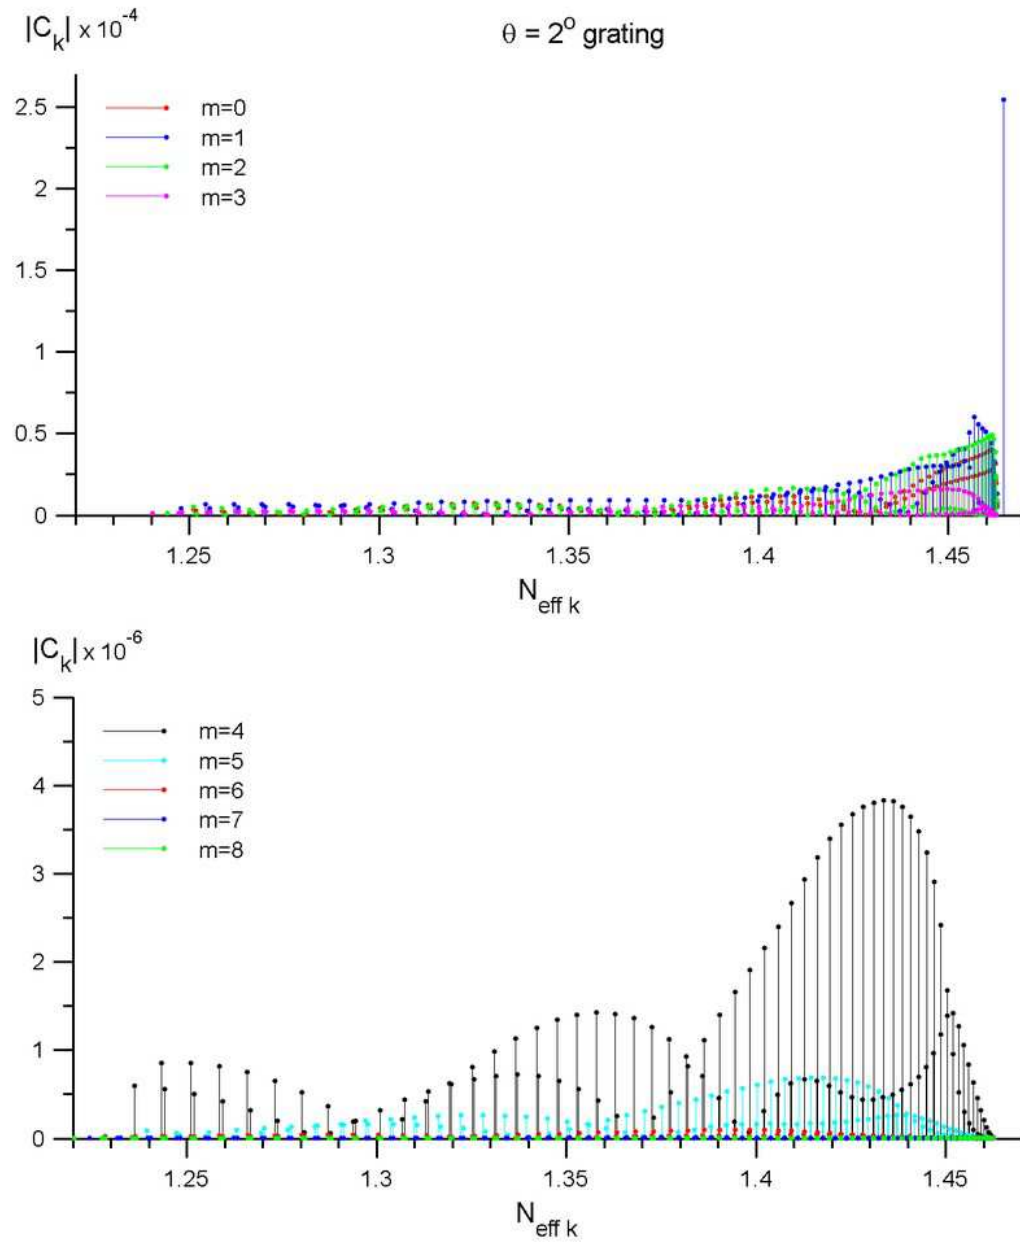 |C_k| x 10^-4
θ = 2^o grating
2.5
2
1.5
1
0.5
0
m=0
m=1
m=2
m=3
1.25 1.3 1.35 1.4 1.45
N_eff k
|C_k| x 10^-6
5
4
3
2
1
0
m=4
m=5
m=6
m=7
m=8
1.25 1.3 1.35 1.4 1.45
N_eff k